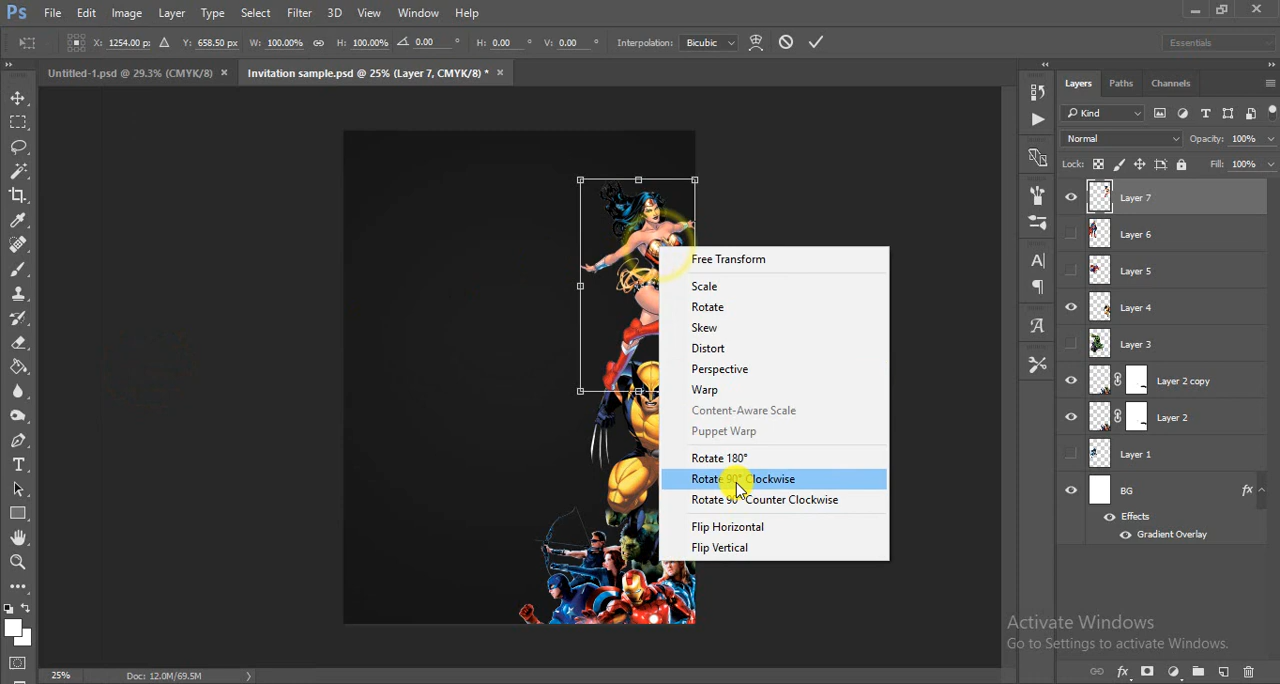 Ps File Edit Image Layer Type Select Filter 3D View Window Help
X: 1254.00 px Y: 658.50 px W: 100.00% H: 100.00% 0.00 ° H: 0.00 ° V: 0.00 ° Interpolation: Bicubic Essentials
Untitled-1.psd @ 29.3% (CMYK/8) × Invitation sample.psd @ 25% (Layer 7, CMYK/8) * ×
Layers Paths Channels
Kind
Normal Opacity: 100%
Lock: Fill: 100%
Layer 7
Layer 6
Layer 5
Layer 4
Layer 3
Layer 2 copy
Layer 2
Layer 1
BG fx
Effects
Gradient Overlay
Free Transform
Scale
Rotate
Skew
Distort
Perspective
Warp
Content-Aware Scale
Puppet Warp
Rotate 180°
Rotate 90° Clockwise
Rotate 90° Counter Clockwise
Flip Horizontal
Flip Vertical
Activate Windows
Go to Settings to activate Windows.
25% Doc: 12.0M/69.5M
fx